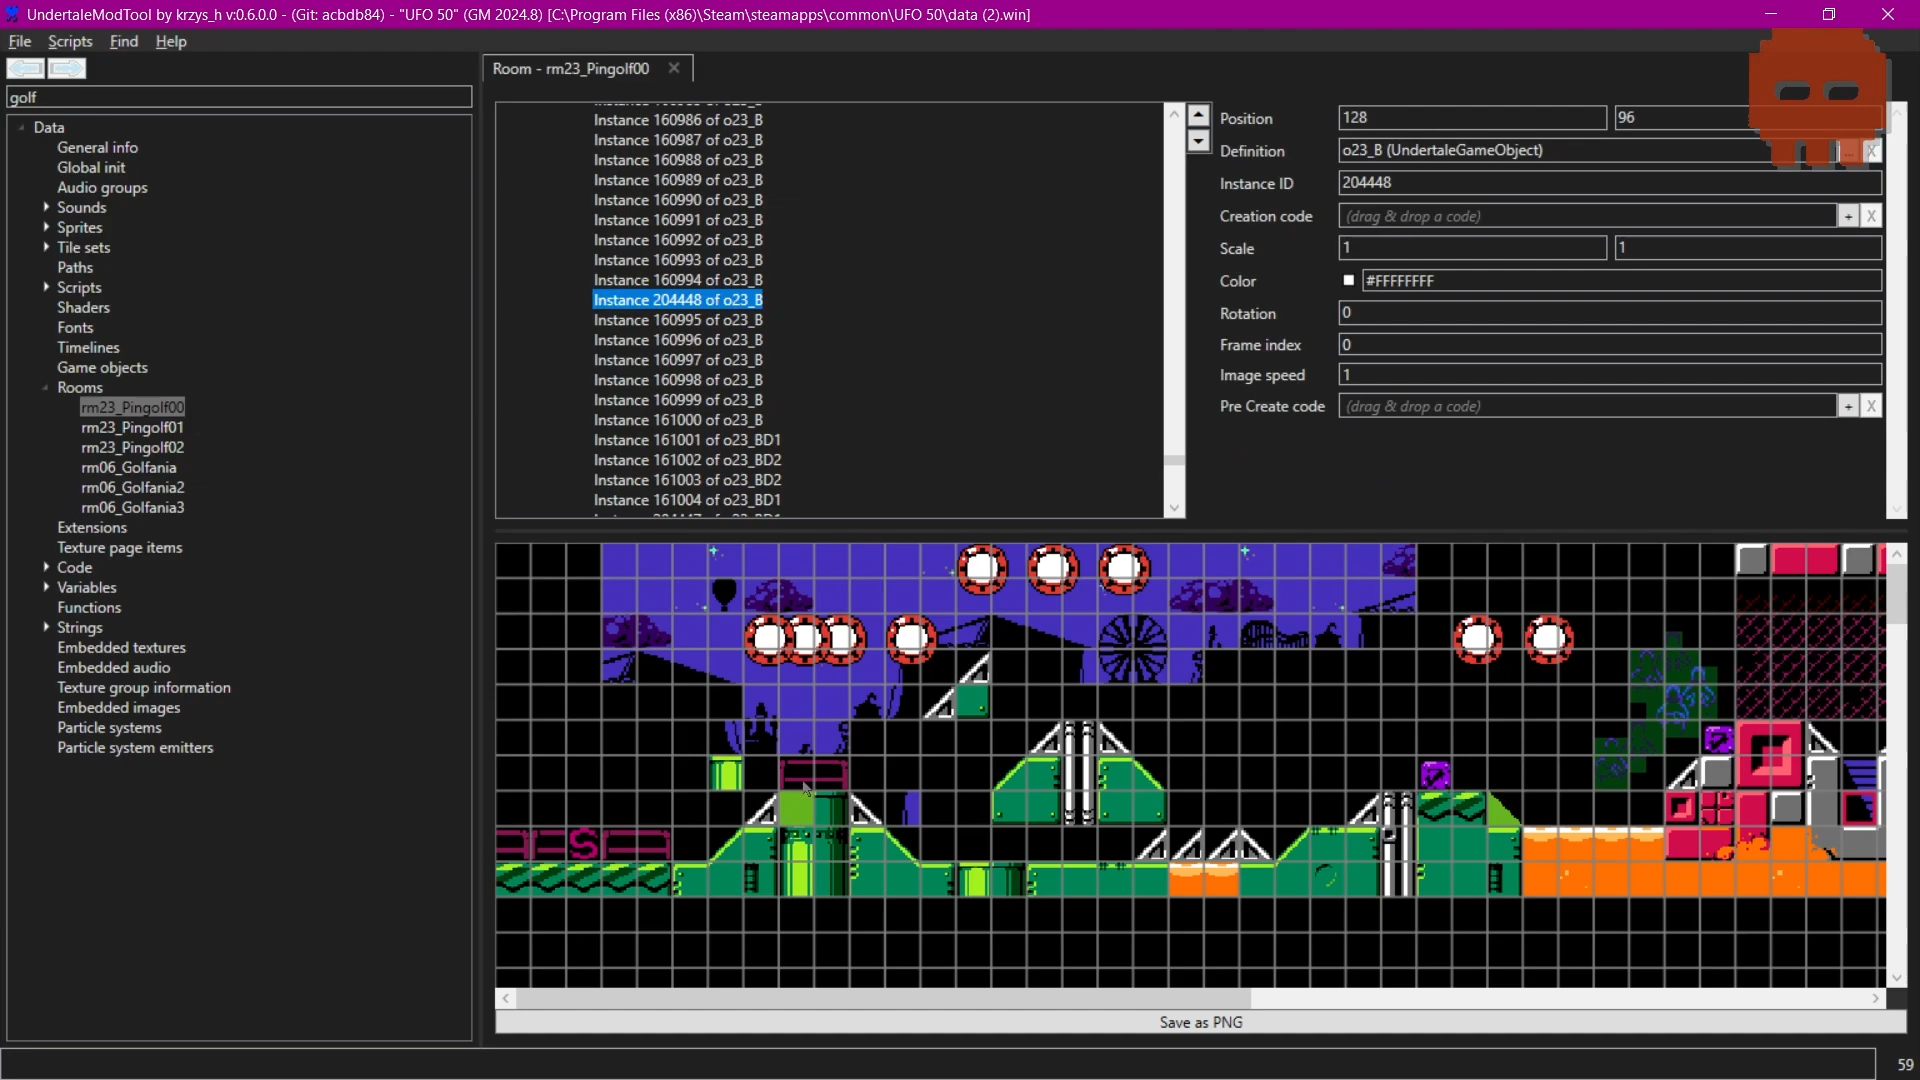 UndertaleModTool by krzys_h v:0.6.0.0 - (Git: acbdb84) - "UFO 50" (GM 2024.8) [C:\Program Files (x86)\Steam\steamapps\common\UFO 50\data (2).win]
File Scripts Find Help
Room - rm23_Pingolf00
golf
Data
General info
Global init
Audio groups
Sounds
Sprites
Tile sets
Paths
Scripts
Shaders
Fonts
Timelines
Game objects
Rooms
rm23_Pingolf00
rm23_Pingolf01
rm23_Pingolf02
rm06_Golfania
rm06_Golfania2
rm06_Golfania3
Extensions
Texture page items
Code
Variables
Functions
Strings
Embedded textures
Embedded audio
Texture group information
Embedded images
Particle systems
Particle system emitters
Instance 160986 of o23_B
Instance 160987 of o23_B
Instance 160988 of o23_B
Instance 160989 of o23_B
Instance 160990 of o23_B
Instance 160991 of o23_B
Instance 160992 of o23_B
Instance 160993 of o23_B
Instance 160994 of o23_B
Instance 204448 of o23_B
Instance 160995 of o23_B
Instance 160996 of o23_B
Instance 160997 of o23_B
Instance 160998 of o23_B
Instance 160999 of o23_B
Instance 161000 of o23_B
Instance 161001 of o23_BD1
Instance 161002 of o23_BD2
Instance 161003 of o23_BD2
Instance 161004 of o23_BD1
Position 128 96
Definition o23_B (UndertaleGameObject) X
Instance ID 204448
Creation code (drag & drop a code) + X
Scale 1 1
Color #FFFFFFFF
Rotation 0
Frame index 0
Image speed 1
Pre Create code (drag & drop a code) + X
S
Save as PNG
59